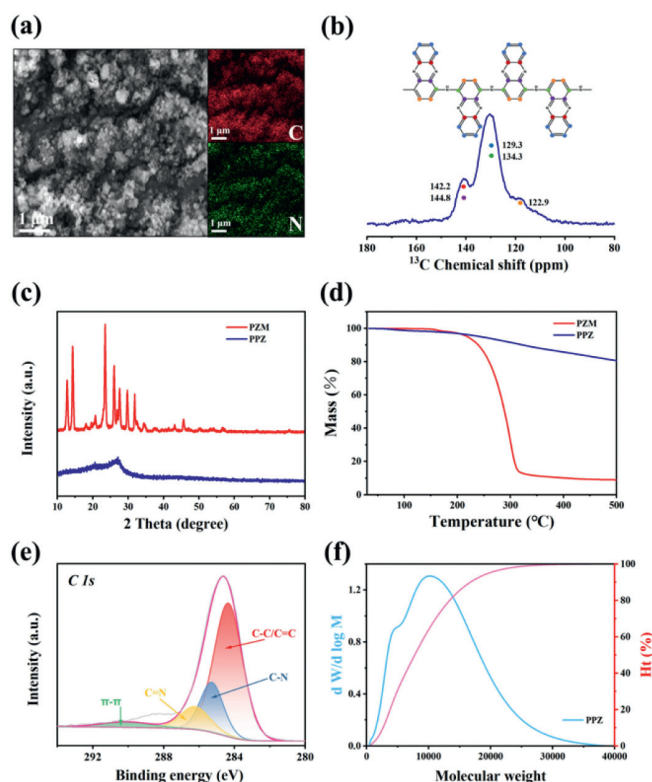 (a)
1 μm
1 μm
C
1 μm
N
(b)
129.3
134.3
142.2
144.8
122.9
180 160 140 120 100 80
13C Chemical shift (ppm)
(c)
PZM
PPZ
Intensity (a.u.)
10 20 30 40 50 60 70 80
2 Theta (degree)
(d)
PZM
PPZ
Mass (%)
100
80
60
40
20
0
100 200 300 400 500
Temperature (°C)
(e)
C 1s
C-C/C=C
C-N
C=N
π-π
Intensity (a.u.)
292 288 284 280
Binding energy (eV)
(f)
d W/d log M
1.2
0.8
0.4
0.0
100
80
60
40
20
0
Ht (%)
PPZ
0 10000 20000 30000 40000
Molecular weight